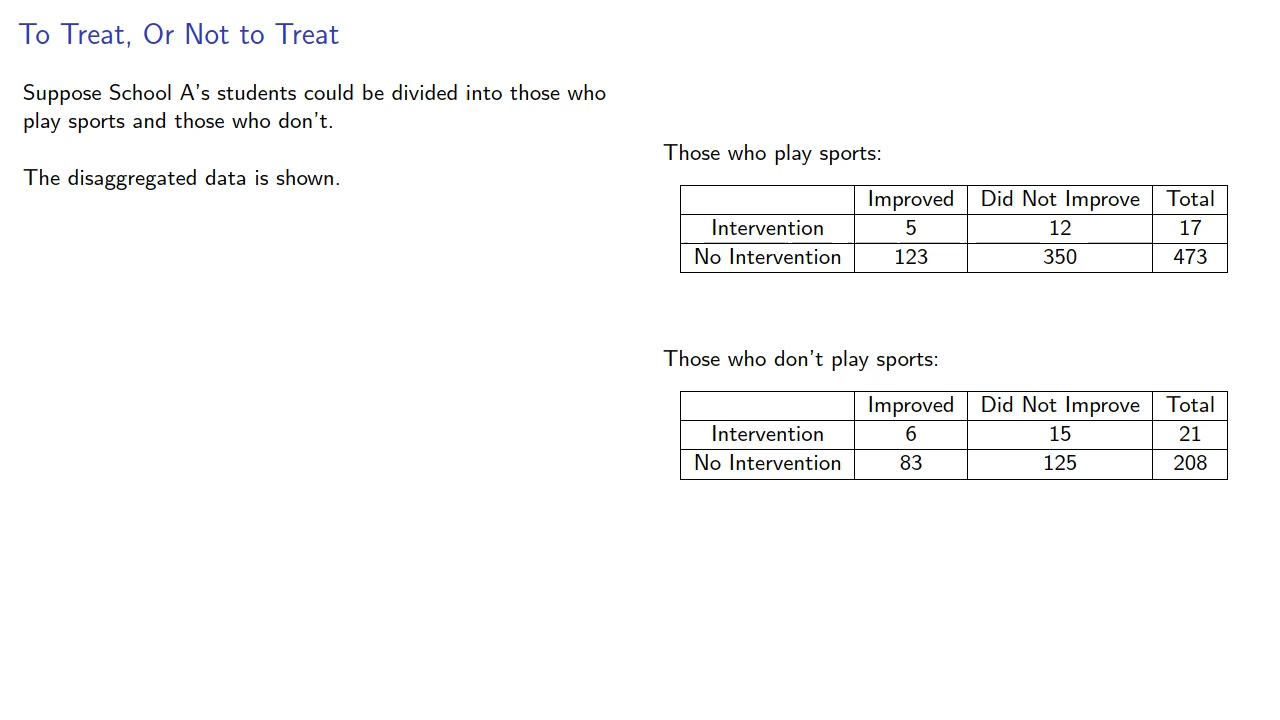 To Treat, Or Not to Treat
Suppose School A's students could be divided into those who
play sports and those who don't.
The disaggregated data is shown.
Those who play sports:
Improved Did Not Improve Total
Intervention 5 12 17
No Intervention 123 350 473
Those who don't play sports:
Improved Did Not Improve Total
Intervention 6 15 21
No Intervention 83 125 208